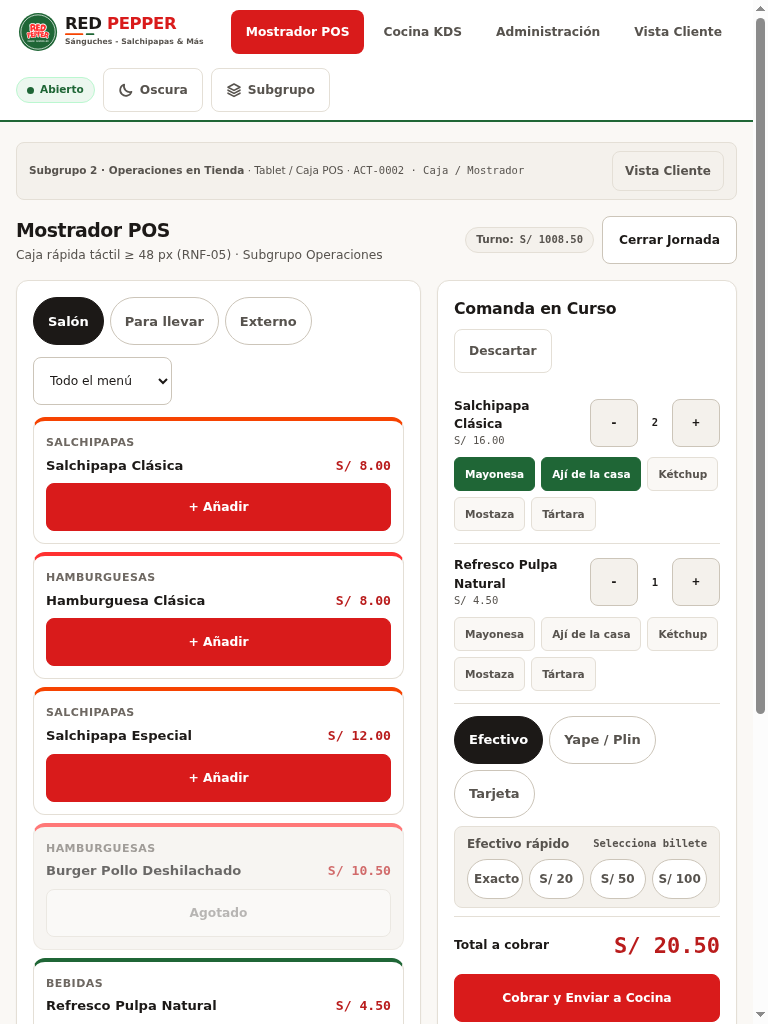 RED PEPPER
RED PEPPER
Sánguches - Salchipapas & Más
Mostrador POS
Cocina KDS
Administración
Vista Cliente
Abierto
Oscura
Subgrupo
Subgrupo 2 · Operaciones en Tienda · Tablet / Caja POS · ACT-0002 · Caja / Mostrador
Vista Cliente
Mostrador POS
Caja rápida táctil ≥ 48 px (RNF-05) · Subgrupo Operaciones
Turno: S/ 1008.50
Cerrar Jornada
Salón
Para llevar
Externo
Todo el menú
SALCHIPAPAS
Salchipapa Clásica S/ 8.00
+ Añadir
HAMBURGUESAS
Hamburguesa Clásica S/ 8.00
+ Añadir
SALCHIPAPAS
Salchipapa Especial S/ 12.00
+ Añadir
HAMBURGUESAS
Burger Pollo Deshilachado S/ 10.50
Agotado
BEBIDAS
Refresco Pulpa Natural S/ 4.50
Comanda en Curso
Descartar
Salchipapa
Clásica
S/ 16.00
- 2 +
Mayonesa Ají de la casa Kétchup
Mostaza Tártara
Refresco Pulpa
Natural
S/ 4.50
- 1 +
Mayonesa Ají de la casa Kétchup
Mostaza Tártara
Efectivo Yape / Plin
Tarjeta
Efectivo rápido Selecciona billete
Exacto S/ 20 S/ 50 S/ 100
Total a cobrar S/ 20.50
Cobrar y Enviar a Cocina